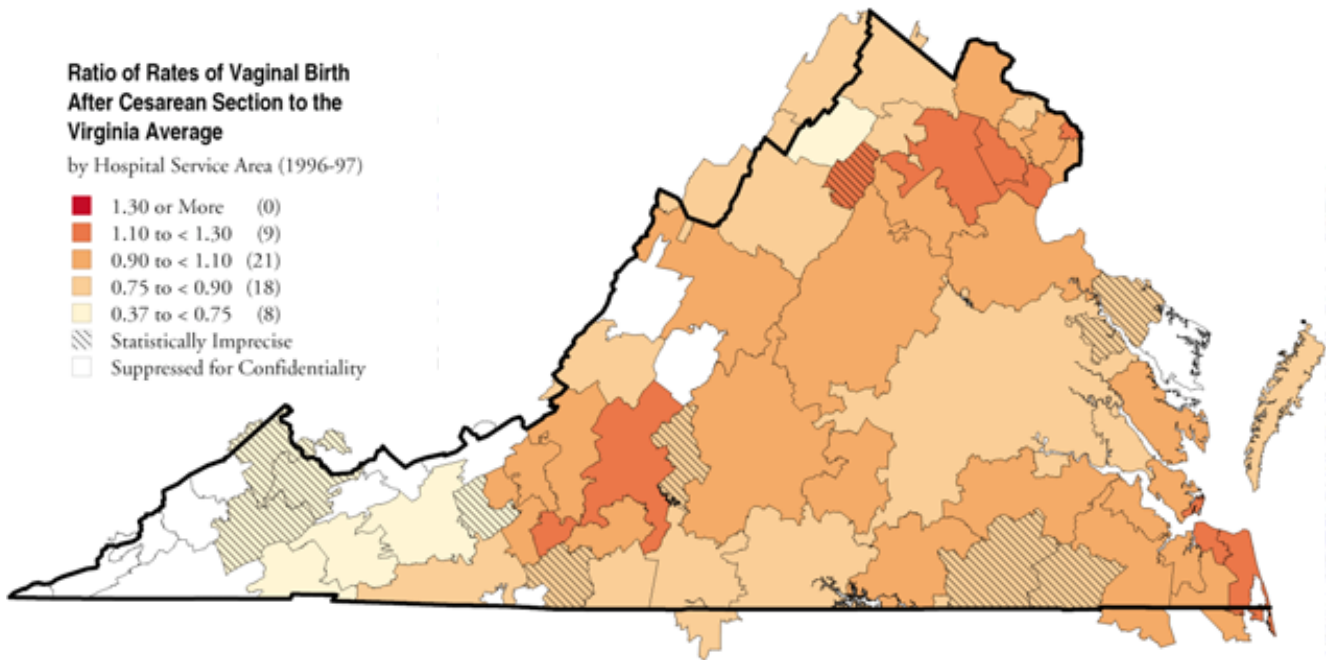 Ratio of Rates of Vaginal Birth
After Cesarean Section to the
Virginia Average
by Hospital Service Area (1996-97)
1.30 or More (0)
1.10 to < 1.30 (9)
0.90 to < 1.10 (21)
0.75 to < 0.90 (18)
0.37 to < 0.75 (8)
Statistically Imprecise
Suppressed for Confidentiality